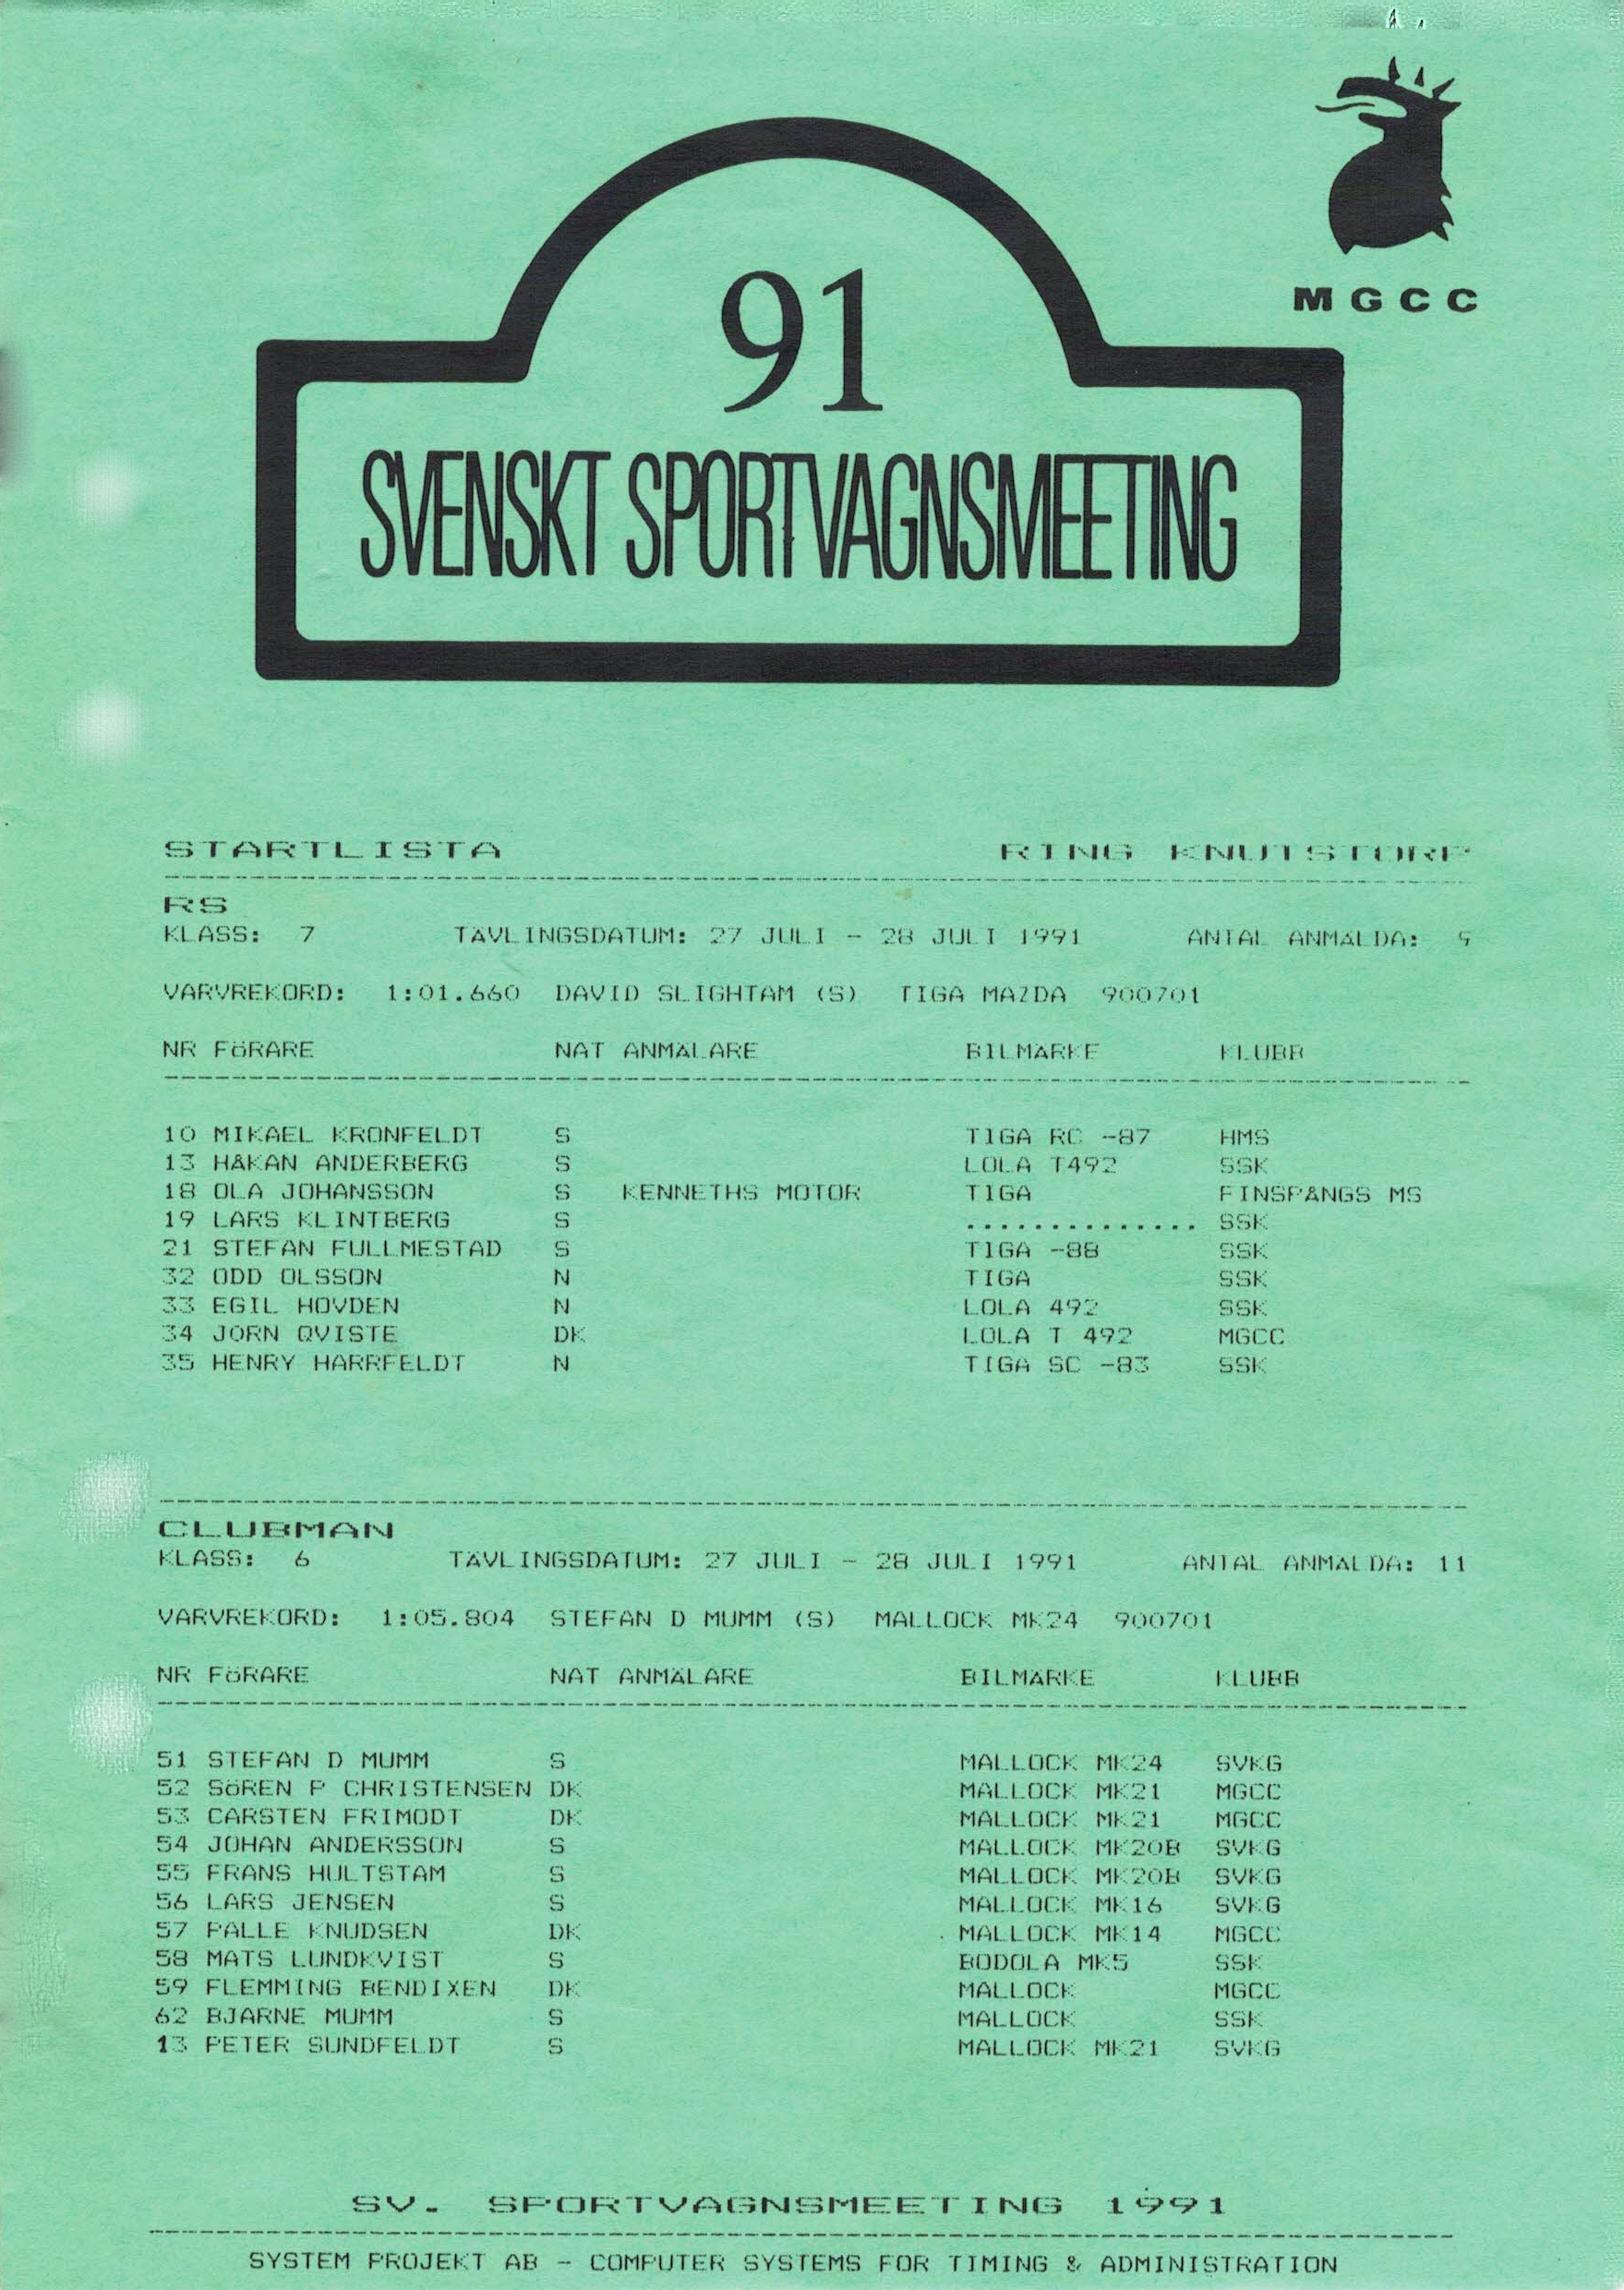 MGCC
91
SVENSKT SPORTVAGNSMEETING
STARTLISTA RING KNUTSTORP
RS
KLASS: 7 TÄVLINGSDATUM: 27 JULI - 28 JULI 1991 ANTAL ANMÄLDA: 9
VARVREKORD: 1:01.660 DAVID SLIGHTAM (S) TIGA MAZDA 900701
NR FÖRARE NAT ANMÄLARE BILMÄRKE KLUBB
10 MIKAEL KRONFELDT S TIGA RC -87 HMS
13 HÅKAN ANDERBERG S LOLA T492 SSK
18 OLA JOHANSSON S KENNETHS MOTOR TIGA FINSPÅNGS MS
19 LARS KLINTBERG S .............. SSK
21 STEFAN FULLMESTAD S TIGA -88 SSK
32 ODD OLSSON N TIGA SSK
33 EGIL HOVDEN N LOLA 492 SSK
34 JORN QVISTE DK LOLA T 492 MGCC
35 HENRY HARRFELDT N TIGA SC -83 SSK
CLUBMAN
KLASS: 6 TÄVLINGSDATUM: 27 JULI - 28 JULI 1991 ANTAL ANMÄLDA: 11
VARVREKORD: 1:05.804 STEFAN D MUMM (S) MALLOCK MK24 900701
NR FÖRARE NAT ANMÄLARE BILMÄRKE KLUBB
51 STEFAN D MUMM S MALLOCK MK24 SVKG
52 SÖREN P CHRISTENSEN DK MALLOCK MK21 MGCC
53 CARSTEN FRIMODT DK MALLOCK MK21 MGCC
54 JOHAN ANDERSSON S MALLOCK MK20B SVKG
55 FRANS HULTSTAM S MALLOCK MK20B SVKG
56 LARS JENSEN S MALLOCK MK16 SVKG
57 PALLE KNUDSEN DK MALLOCK MK14 MGCC
58 MATS LUNDKVIST S BODOLA MK5 SSK
59 FLEMMING BENDIXEN DK MALLOCK MGCC
62 BJARNE MUMM S MALLOCK SSK
13 PETER SUNDFELDT S MALLOCK MK21 SVKG
SV. SPORTVAGNSMEETING 1991
SYSTEM PROJEKT AB - COMPUTER SYSTEMS FOR TIMING & ADMINISTRATION